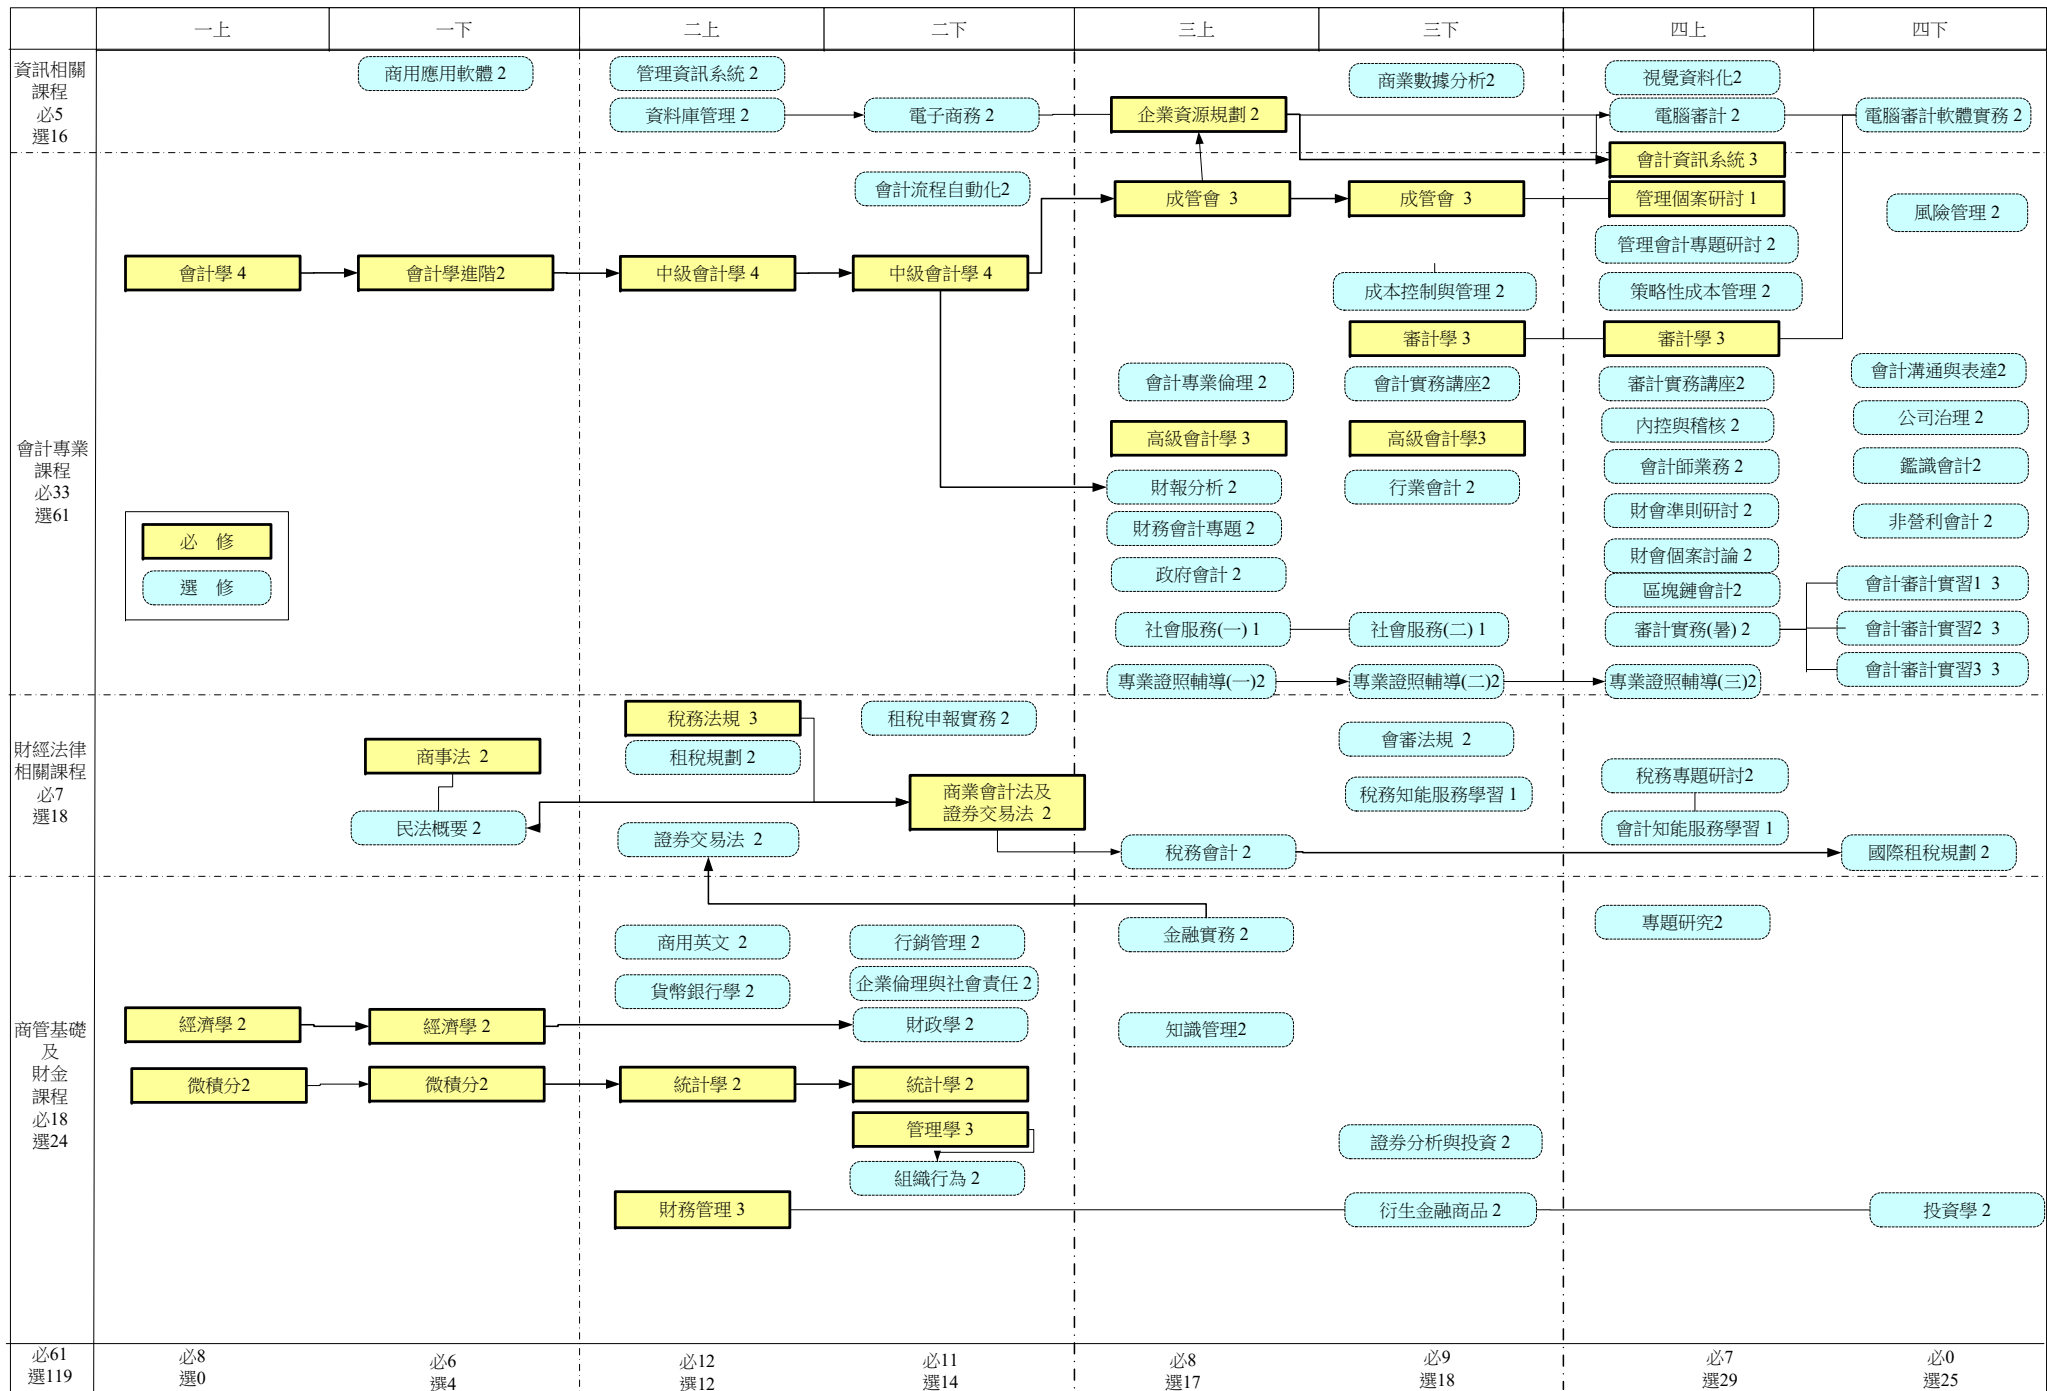 一上
一下
二上
二下
三上
三下
四上
四下
資訊相關
課程
必5
選16
商用應用軟體 2
管理資訊系統 2
資料庫管理 2
電子商務 2
企業資源規劃 2
商業數據分析2
視覺資料化2
電腦審計 2
電腦審計軟體實務 2
會計資訊系統 3
會計專業
課程
必33
選61
會計流程自動化2
成管會 3
成管會 3
管理個案研討 1
風險管理 2
管理會計專題研討 2
會計學 4
會計學進階2
中級會計學 4
中級會計學 4
成本控制與管理 2
策略性成本管理 2
審計學 3
審計學 3
會計專業倫理 2
會計實務講座2
審計實務講座2
會計溝通與表達2
內控與稽核 2
公司治理 2
高級會計學 3
高級會計學3
會計師業務 2
鑑識會計2
財報分析 2
行業會計 2
財會準則研討 2
非營利會計 2
財務會計專題 2
財會個案討論 2
政府會計 2
區塊鏈會計2
會計審計實習1 3
社會服務(一) 1
社會服務(二) 1
審計實務(暑) 2
會計審計實習2 3
會計審計實習3 3
專業證照輔導(一)2
專業證照輔導(二)2
專業證照輔導(三)2
必 修
選 修
財經法律
相關課程
必7
選18
稅務法規 3
租稅申報實務 2
商事法 2
租稅規劃 2
會審法規 2
稅務專題研討2
商業會計法及
證券交易法 2
稅務知能服務學習 1
民法概要 2
證券交易法 2
會計知能服務學習 1
稅務會計 2
國際租稅規劃 2
商管基礎
及
財金
課程
必18
選24
商用英文 2
行銷管理 2
金融實務 2
專題研究2
貨幣銀行學 2
企業倫理與社會責任 2
經濟學 2
經濟學 2
財政學 2
知識管理2
微積分2
微積分2
統計學 2
統計學 2
管理學 3
證券分析與投資 2
組織行為 2
財務管理 3
衍生金融商品 2
投資學 2
必61
選119
必8
選0
必6
選4
必12
選12
必11
選14
必8
選17
必9
選18
必7
選29
必0
選25